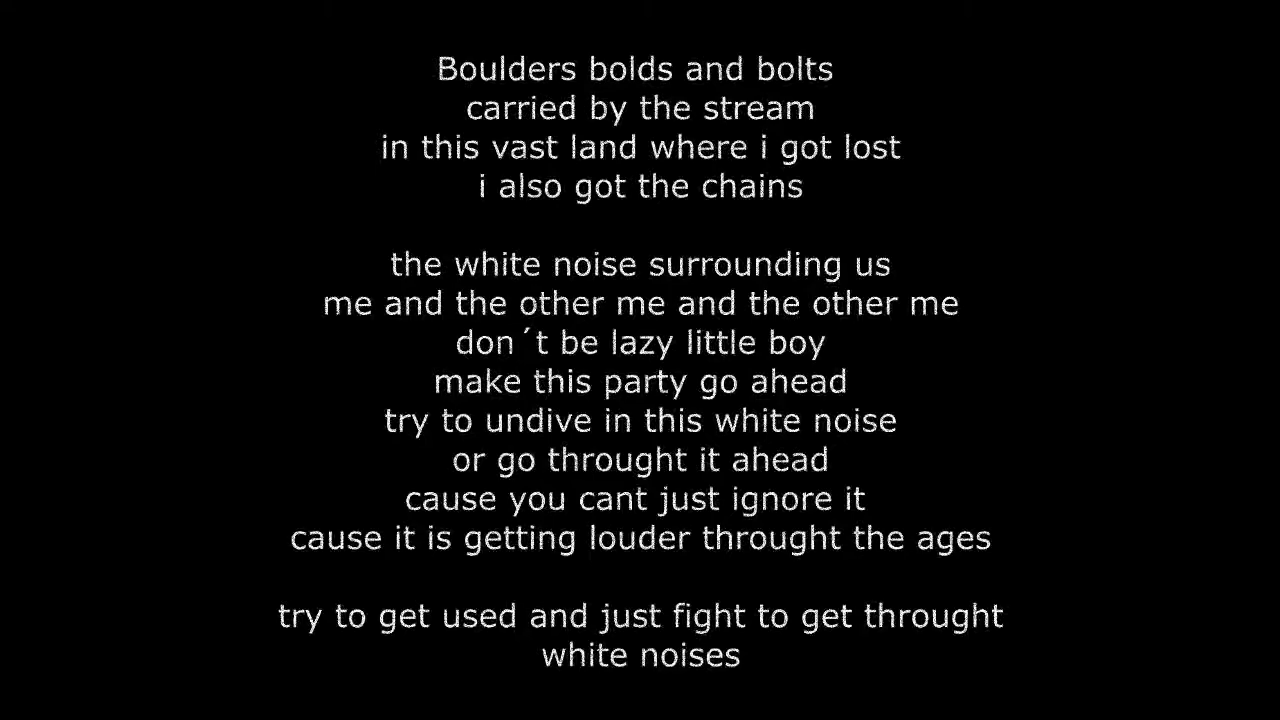 Boulders bolds and bolts
carried by the stream
in this vast land where i got lost
i also got the chains
the white noise surrounding us
me and the other me and the other me
don´t be lazy little boy
make this party go ahead
try to undive in this white noise
or go throught it ahead
cause you cant just ignore it
cause it is getting louder throught the ages
try to get used and just fight to get throught
white noises